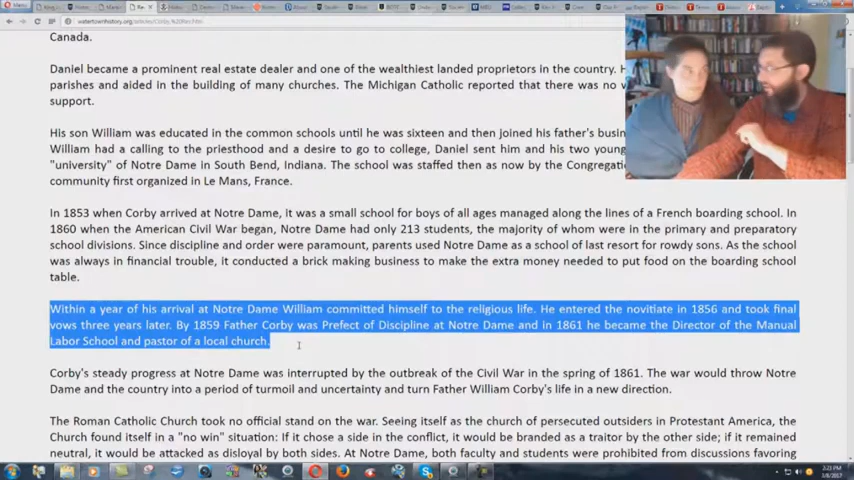 watertownhistory.org/articles/Corby_Wm.htm
Canada.
Daniel became a prominent real estate dealer and one of the wealthiest landed proprietors in the country. H
parishes and aided in the building of many churches. The Michigan Catholic reported that there was no w
support.
His son William was educated in the common schools until he was sixteen and then joined his father's busin
William had a calling to the priesthood and a desire to go to college, Daniel sent him and his two young
"university" of Notre Dame in South Bend, Indiana. The school was staffed then as now by the Congregati
community first organized in Le Mans, France.
In 1853 when Corby arrived at Notre Dame, it was a small school for boys of all ages managed along the lines of a French boarding school. In
1860 when the American Civil War began, Notre Dame had only 213 students, the majority of whom were in the primary and preparatory
school divisions. Since discipline and order were paramount, parents used Notre Dame as a school of last resort for rowdy sons. As the school
was always in financial trouble, it conducted a brick making business to make the extra money needed to put food on the boarding school
table.
Within a year of his arrival at Notre Dame William committed himself to the religious life. He entered the novitiate in 1856 and took final
vows three years later. By 1859 Father Corby was Prefect of Discipline at Notre Dame and in 1861 he became the Director of the Manual
Labor School and pastor of a local church.
Corby's steady progress at Notre Dame was interrupted by the outbreak of the Civil War in the spring of 1861. The war would throw Notre
Dame and the country into a period of turmoil and uncertainty and turn Father William Corby's life in a new direction.
The Roman Catholic Church took no official stand on the war. Seeing itself as the church of persecuted outsiders in Protestant America, the
Church found itself in a "no win" situation: If it chose a side in the conflict, it would be branded as a traitor by the other side; if it remained
neutral, it would be attacked as disloyal by both sides. At Notre Dame, both faculty and students were prohibited from discussions favoring
2:23 PM